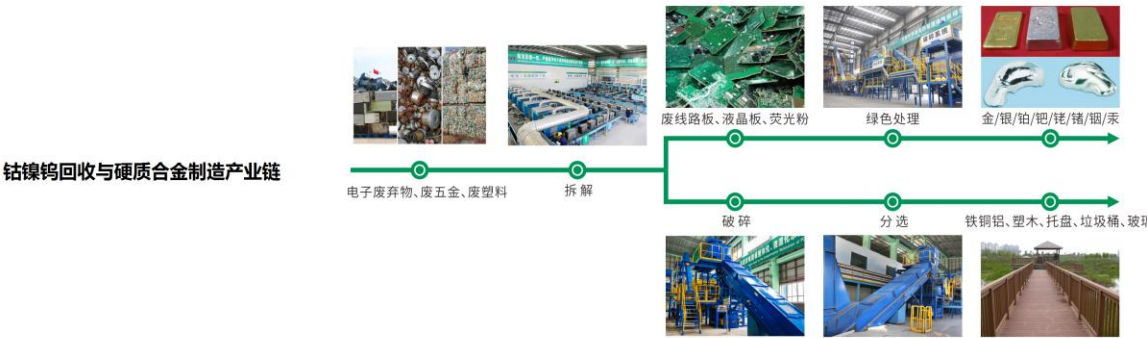 钴镍钨回收与硬质合金制造产业链
电子废弃物、废五金、废塑料
拆解
废线路板、液晶板、荧光粉
绿色处理
金/银/铂/钯/铑/锗/铟/汞
破碎
分选
铁铜铝、塑木、托盘、垃圾桶、玻